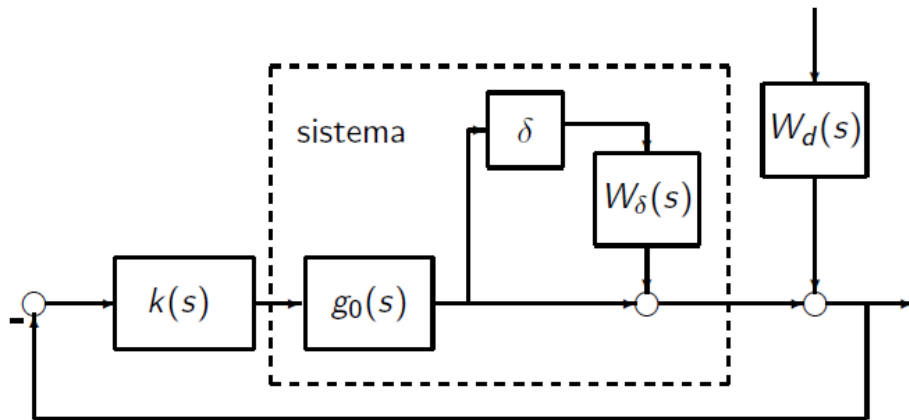 sistema
δ
W_d(s)
W_δ(s)
k(s)
g_0(s)
-